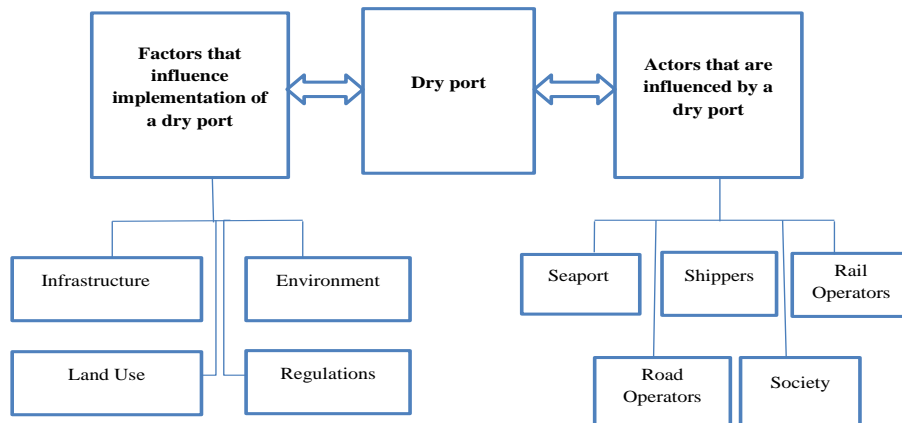 Factors that
influence
implementation of
a dry port
Dry port
Actors that are
influenced by a
dry port
Infrastructure
Environment
Land Use
Regulations
Seaport
Shippers
Rail
Operators
Road
Operators
Society